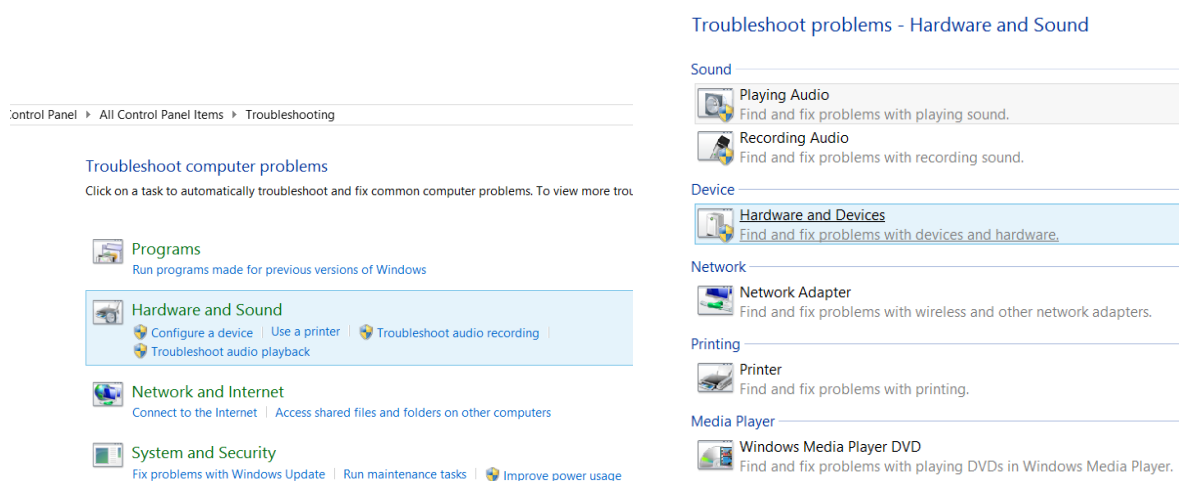 ontrol Panel ▸ All Control Panel Items ▸ Troubleshooting
Troubleshoot computer problems
Click on a task to automatically troubleshoot and fix common computer problems. To view more trou
Programs
Run programs made for previous versions of Windows
Hardware and Sound
Configure a device | Use a printer | Troubleshoot audio recording |
Troubleshoot audio playback
Network and Internet
Connect to the Internet | Access shared files and folders on other computers
System and Security
Fix problems with Windows Update | Run maintenance tasks | Improve power usage
Troubleshoot problems - Hardware and Sound
Sound
Playing Audio
Find and fix problems with playing sound.
Recording Audio
Find and fix problems with recording sound.
Device
Hardware and Devices
Find and fix problems with devices and hardware.
Network
Network Adapter
Find and fix problems with wireless and other network adapters.
Printing
Printer
Find and fix problems with printing.
Media Player
Windows Media Player DVD
Find and fix problems with playing DVDs in Windows Media Player.